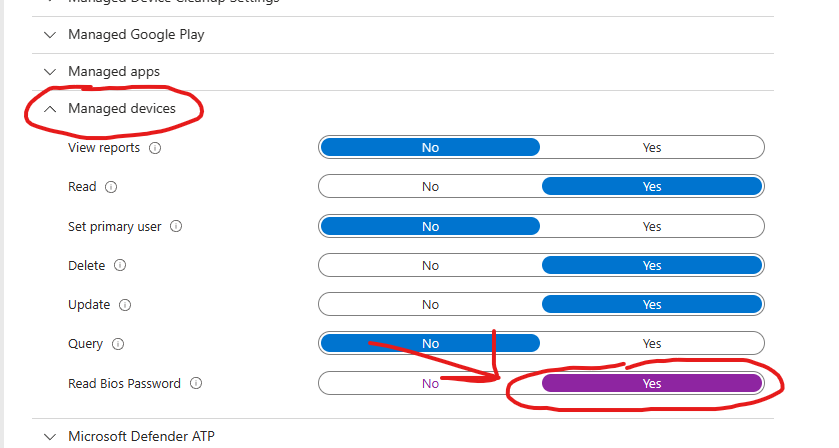 Managed Device Cleanup Settings
Managed Google Play
Managed apps
Managed devices
View reports No Yes
Read No Yes
Set primary user No Yes
Delete No Yes
Update No Yes
Query No Yes
Read Bios Password No Yes
Microsoft Defender ATP